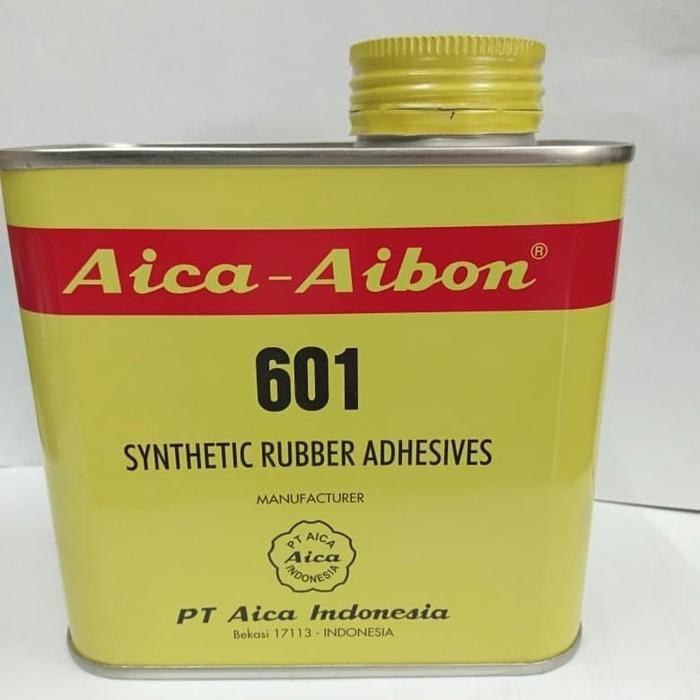 Aica-Aibon®
601
SYNTHETIC RUBBER ADHESIVES
MANUFACTURER
PT AICA
Aica
INDONESIA
PT Aica Indonesia
Bekasi 17113 - INDONESIA